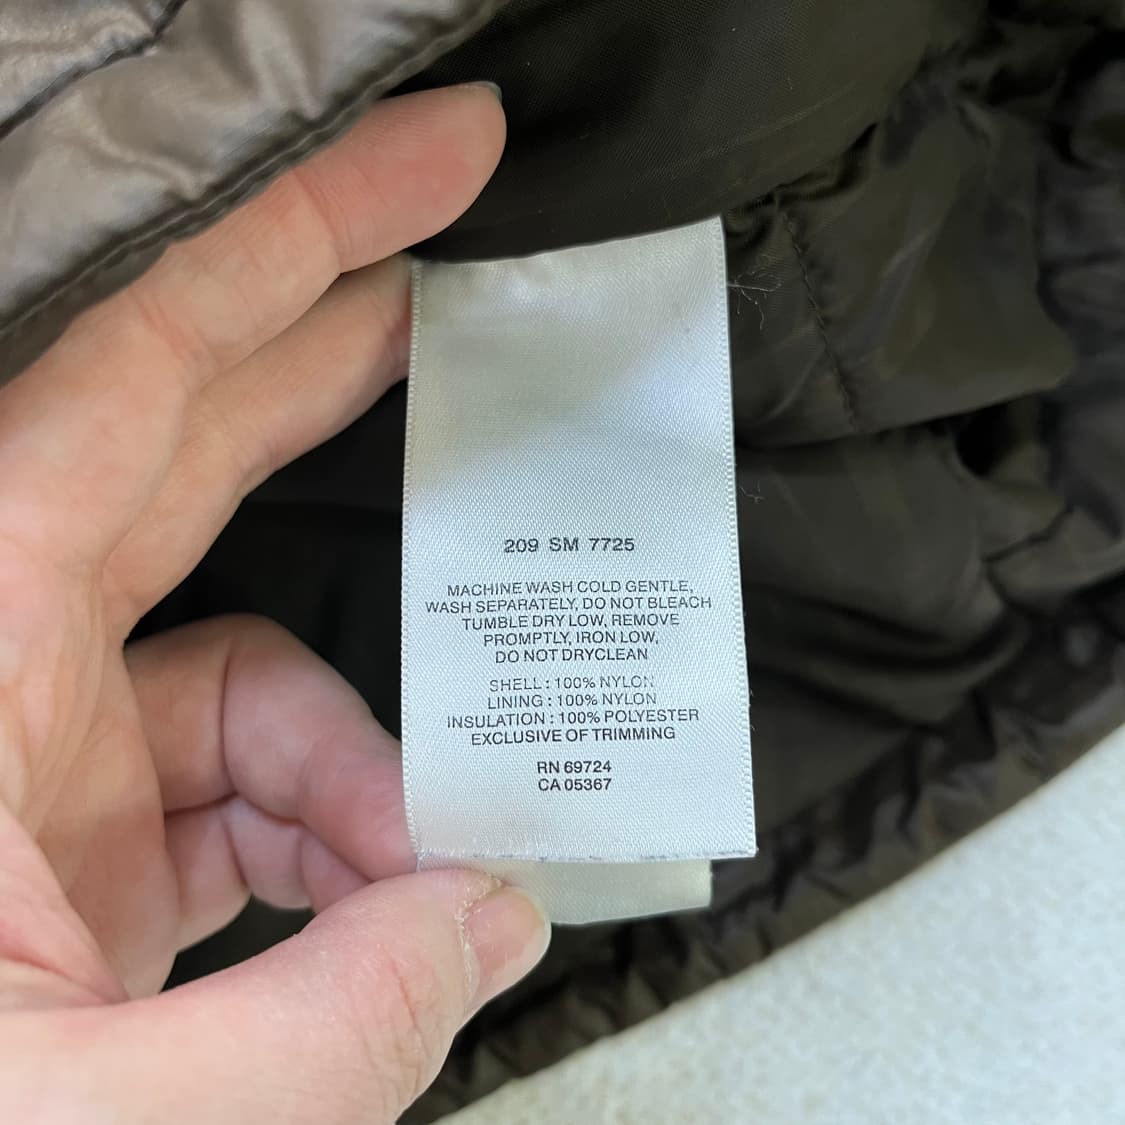 209 SM 7725
MACHINE WASH COLD GENTLE,
WASH SEPARATELY, DO NOT BLEACH
TUMBLE DRY LOW, REMOVE
PROMPTLY, IRON LOW,
DO NOT DRYCLEAN
SHELL : 100% NYLON
LINING : 100% NYLON
INSULATION : 100% POLYESTER
EXCLUSIVE OF TRIMMING
RN 69724
CA 05367